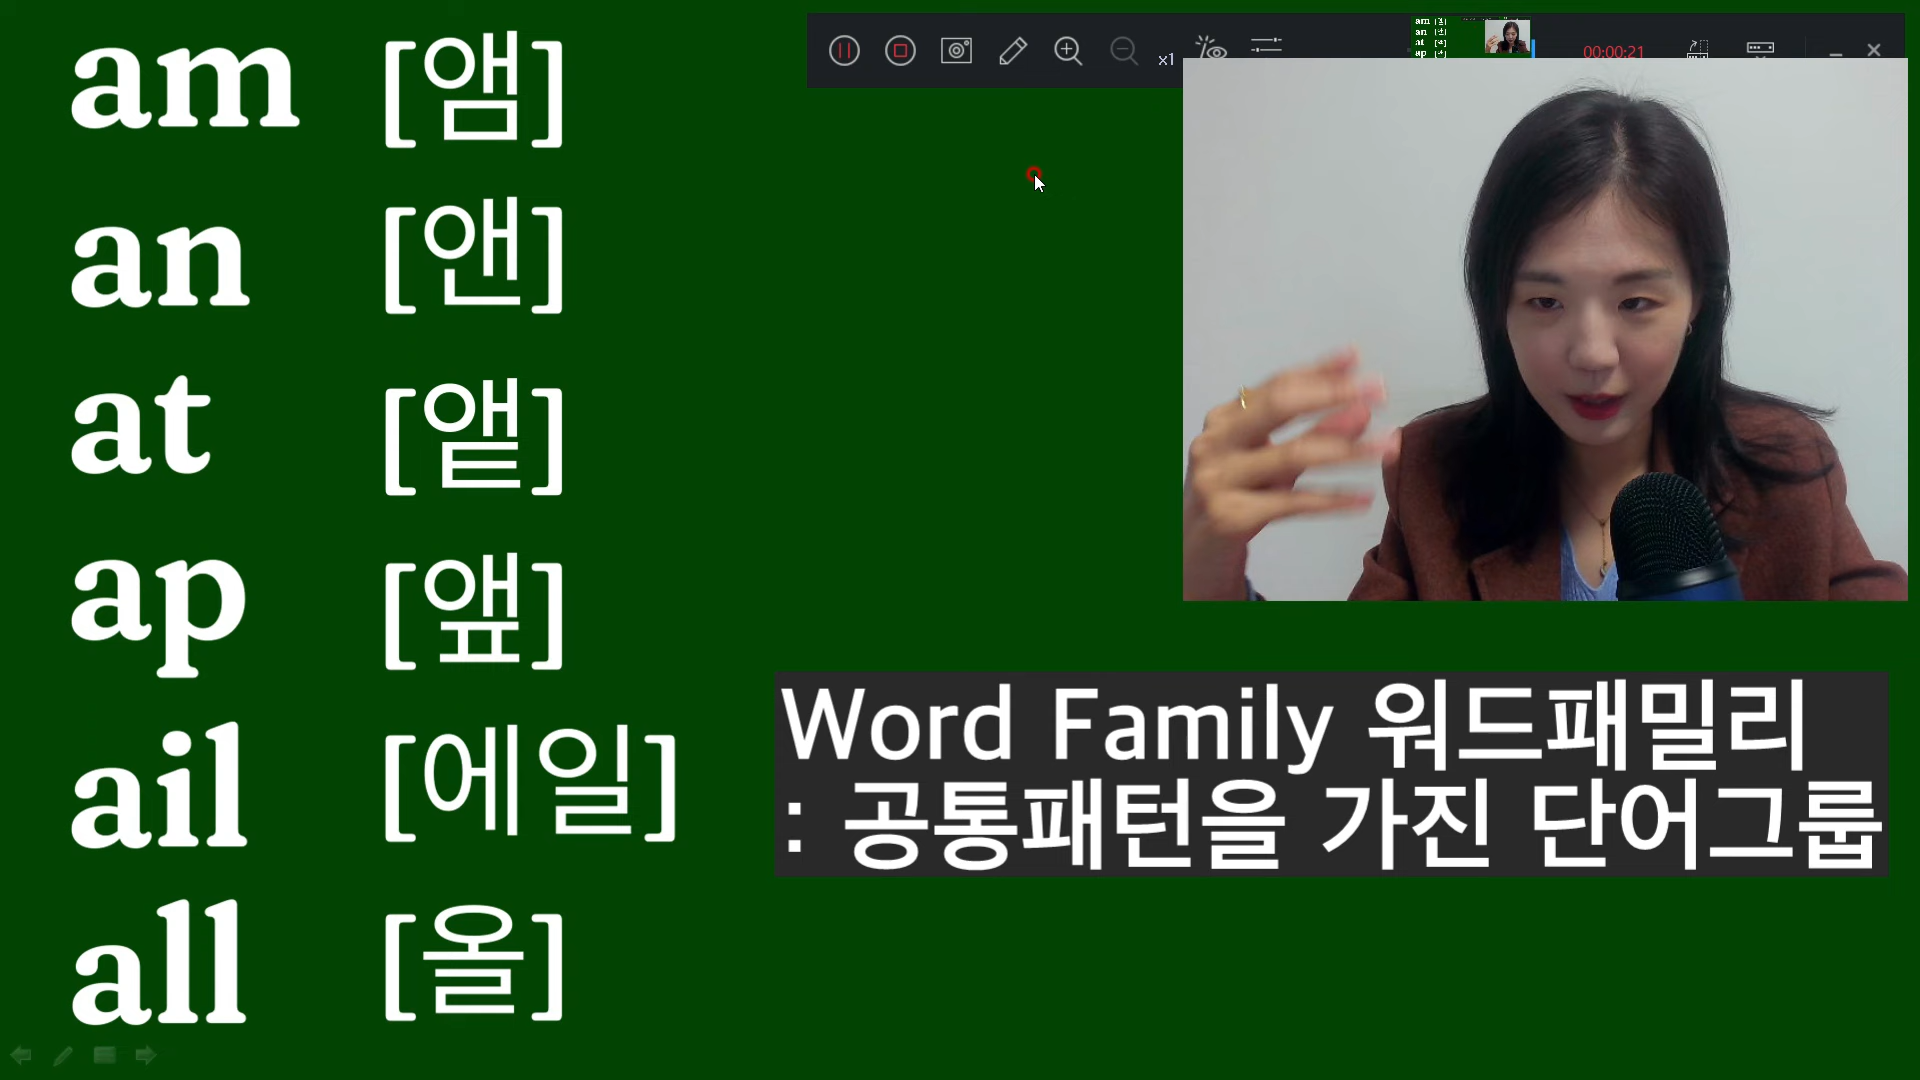 am [앰]
an [앤]
at [앹]
ap [앺]
ail [에일]
all [올]
x1
00:00:21
Word Family 워드패밀리
: 공통패턴을 가진 단어그룹